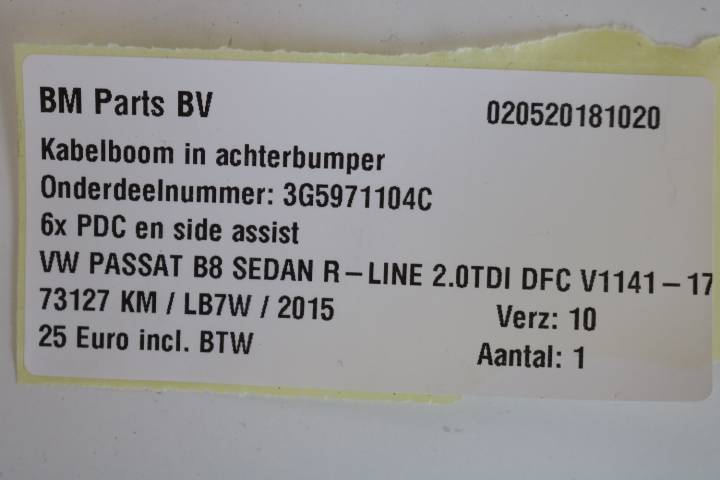 BM Parts BV 020520181020
Kabelboom in achterbumper
Onderdeelnummer: 3G5971104C
6x PDC en side assist
VW PASSAT B8 SEDAN R-LINE 2.0TDI DFC V1141-17
73127 KM / LB7W / 2015 Verz: 10
25 Euro incl. BTW Aantal: 1